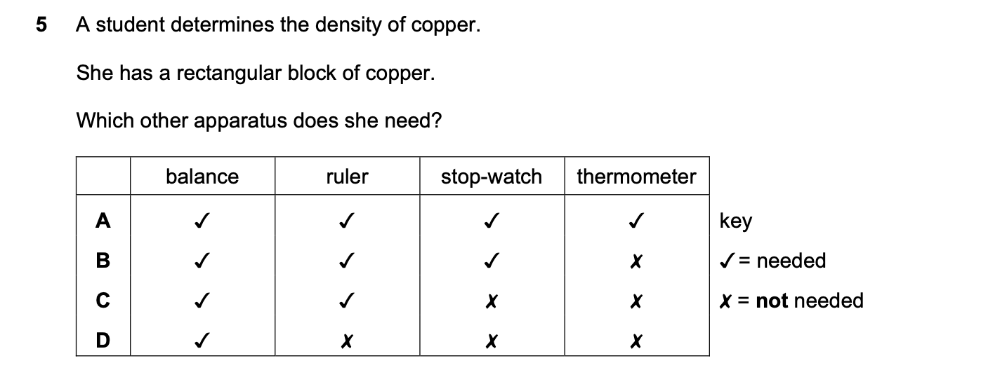 5 A student determines the density of copper.
She has a rectangular block of copper.
Which other apparatus does she need?
balance ruler stop-watch thermometer
A ✓ ✓ ✓ ✓ key
B ✓ ✓ ✓ ✗ ✓= needed
C ✓ ✓ ✗ ✗ ✗ = not needed
D ✓ ✗ ✗ ✗